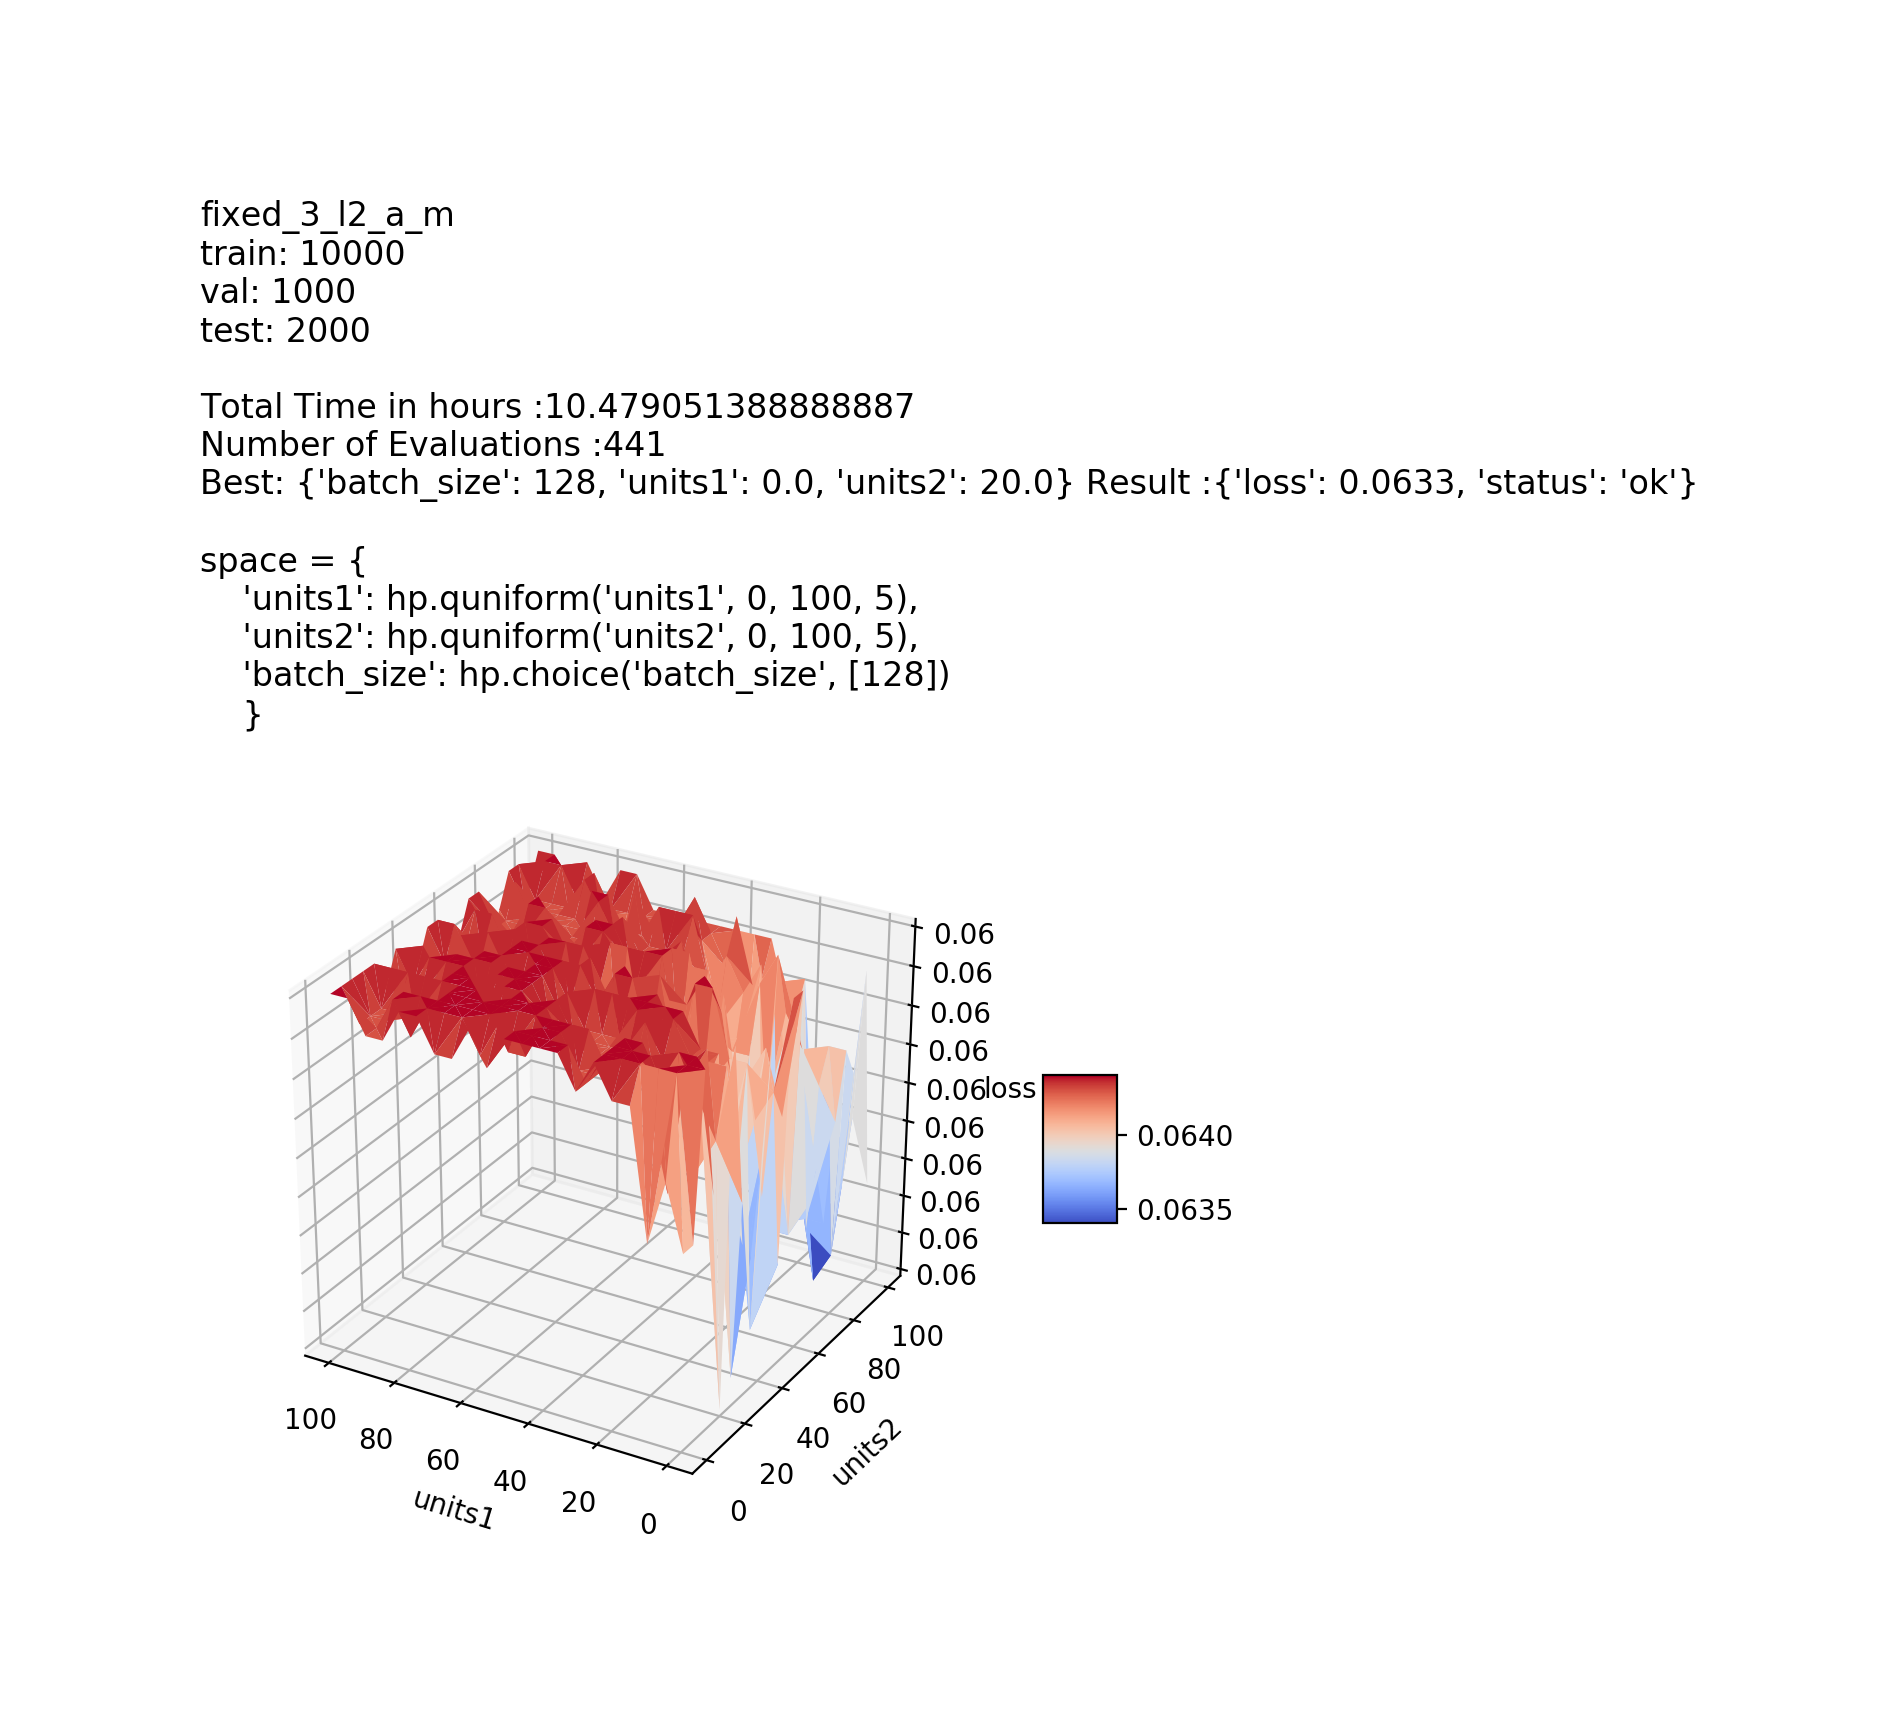 fixed_3_l2_a_m
train: 10000
val: 1000
test: 2000
Total Time in hours :10.479051388888887
Number of Evaluations :441
Best: {'batch_size': 128, 'units1': 0.0, 'units2': 20.0} Result :{'loss': 0.0633, 'status': 'ok'}
space = {
'units1': hp.quniform('units1', 0, 100, 5),
'units2': hp.quniform('units2', 0, 100, 5),
'batch_size': hp.choice('batch_size', [128])
}
0.06
0.06
0.06
0.06
0.06
0.06
0.06
0.06
0.06
0.06
loss
0.0640
0.0635
100
80
60
40
20
0
units1
100
80
60
40
20
0
units2